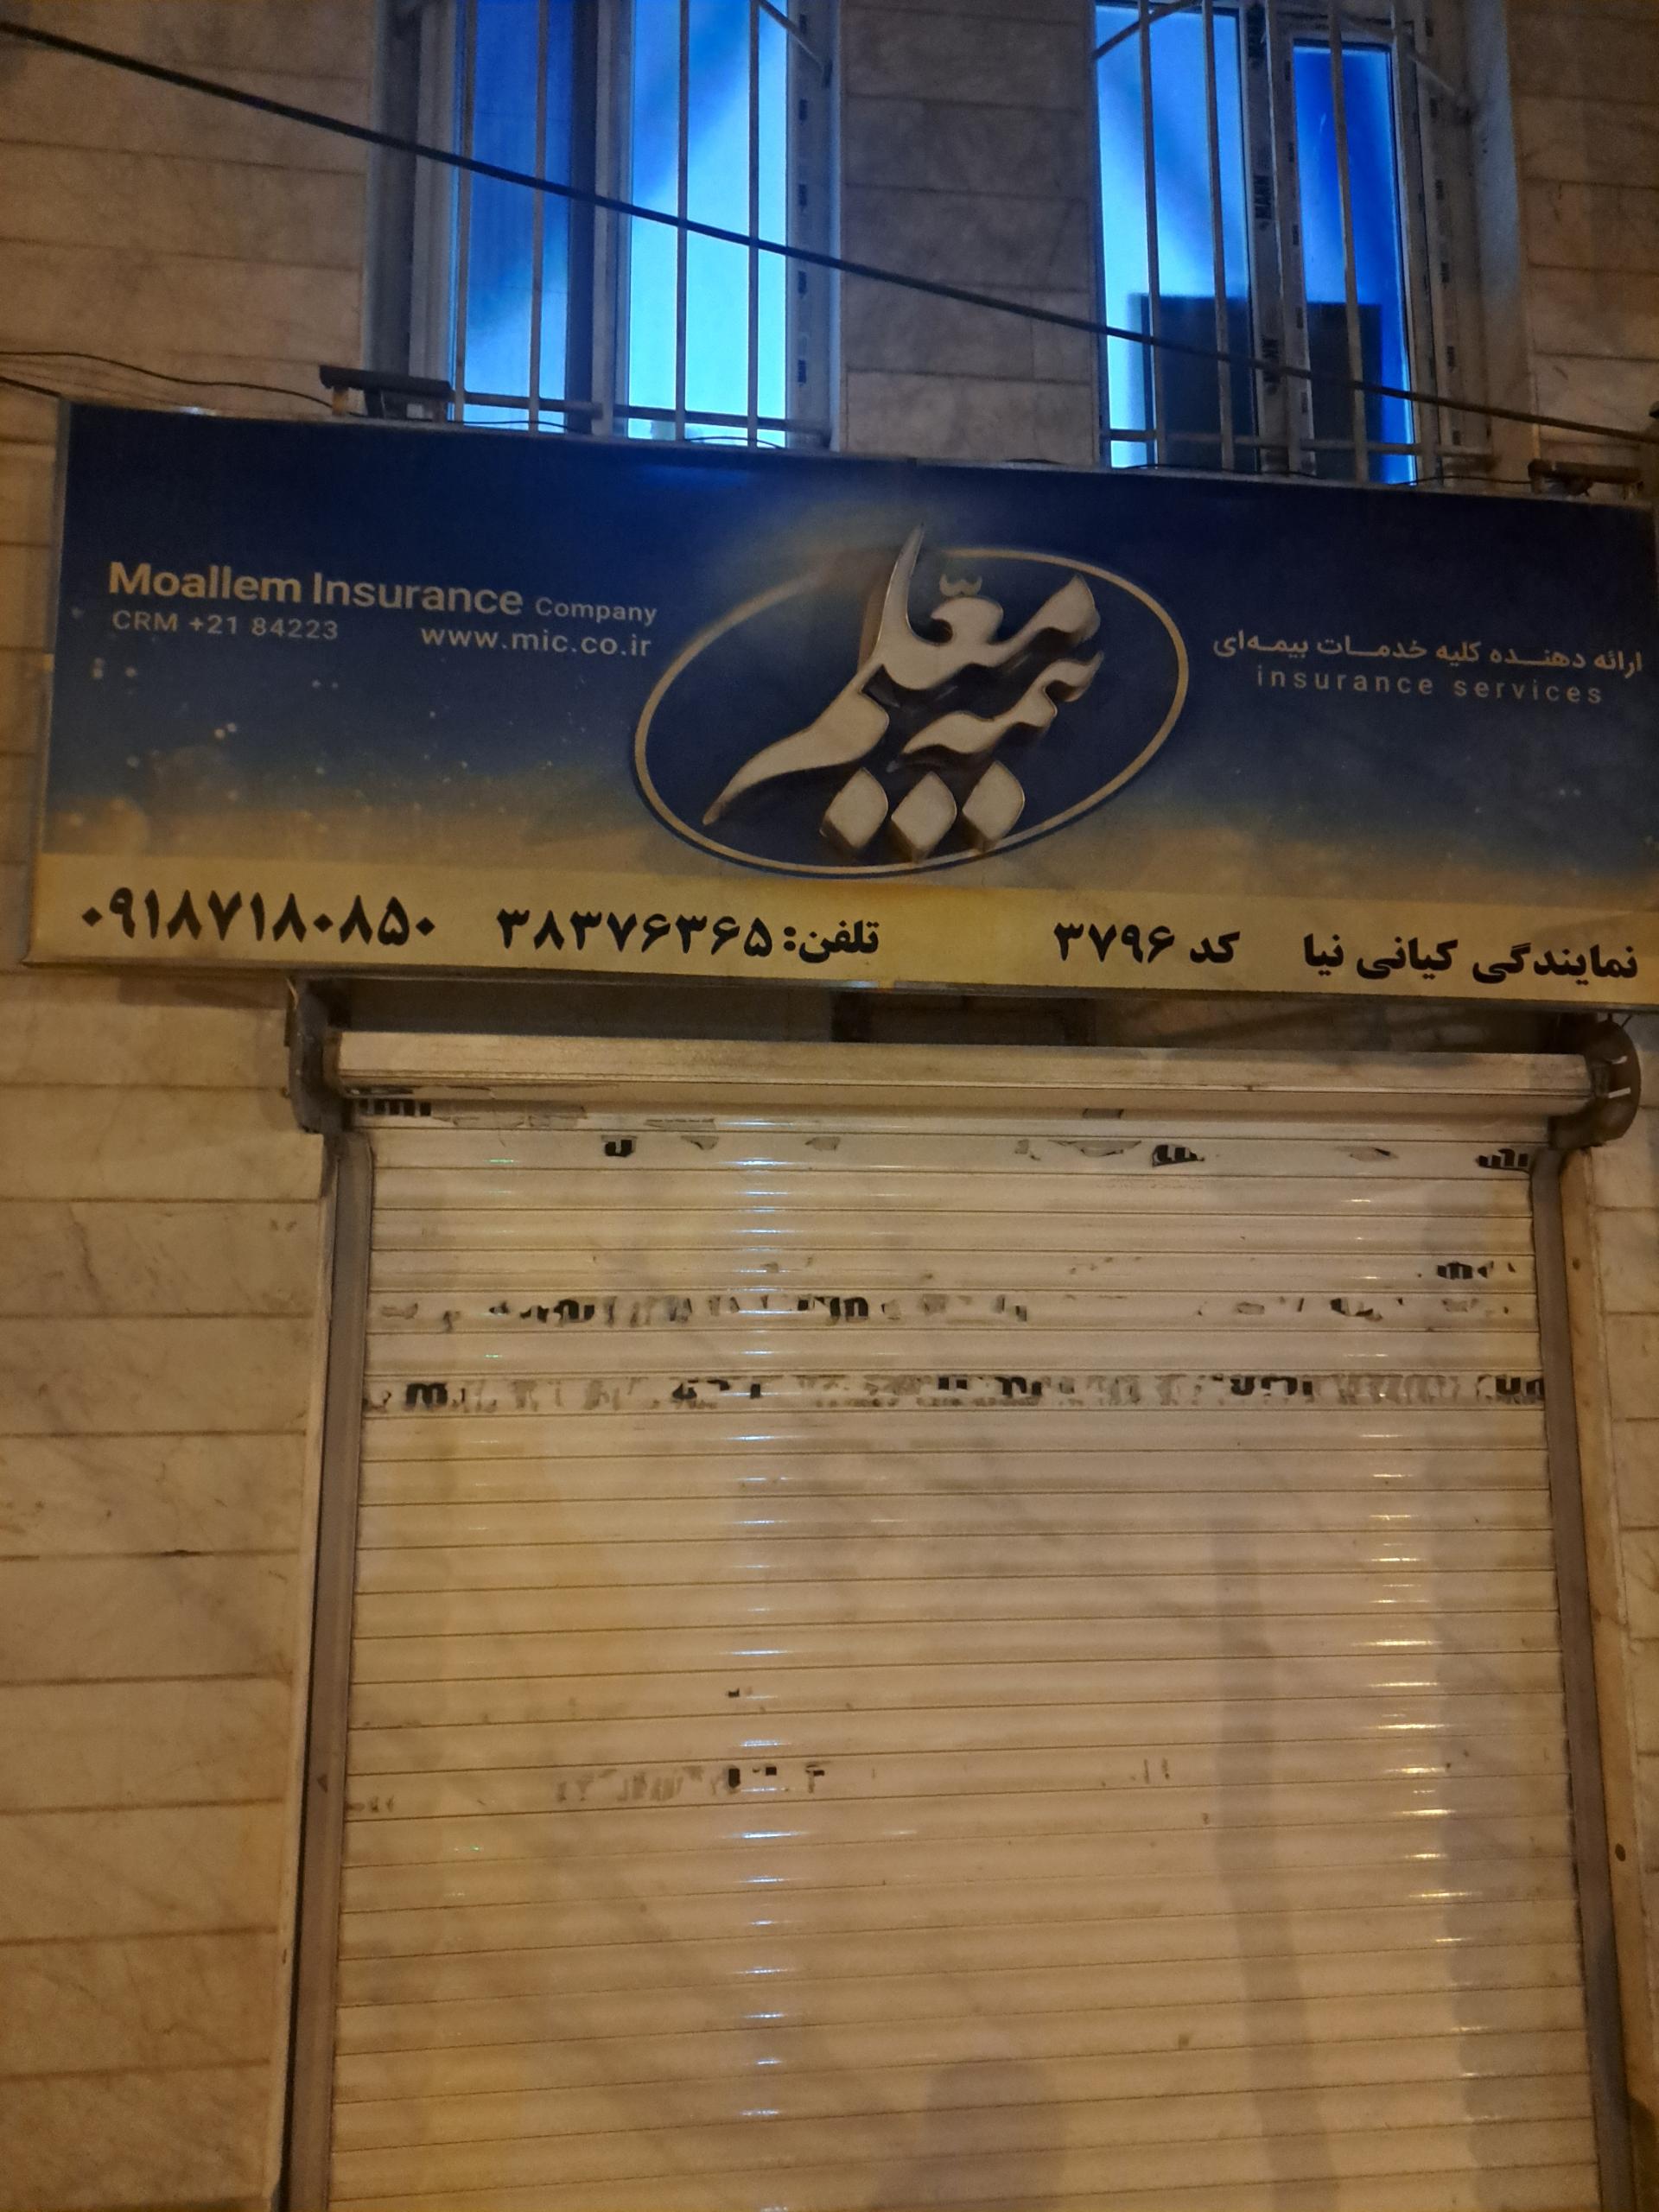 Moallem Insurance Company
CRM +21 84223 www.mic.co.ir
بیمه معلّم
ارائه دهنده کلیه خدمات بیمه‌ای
insurance services
نمایندگی کیانی نیا کد ۳۷۹۶ تلفن: ۳۸۳۷۶۳۶۵ ۰۹۱۸۷۱۸۰۸۵۰